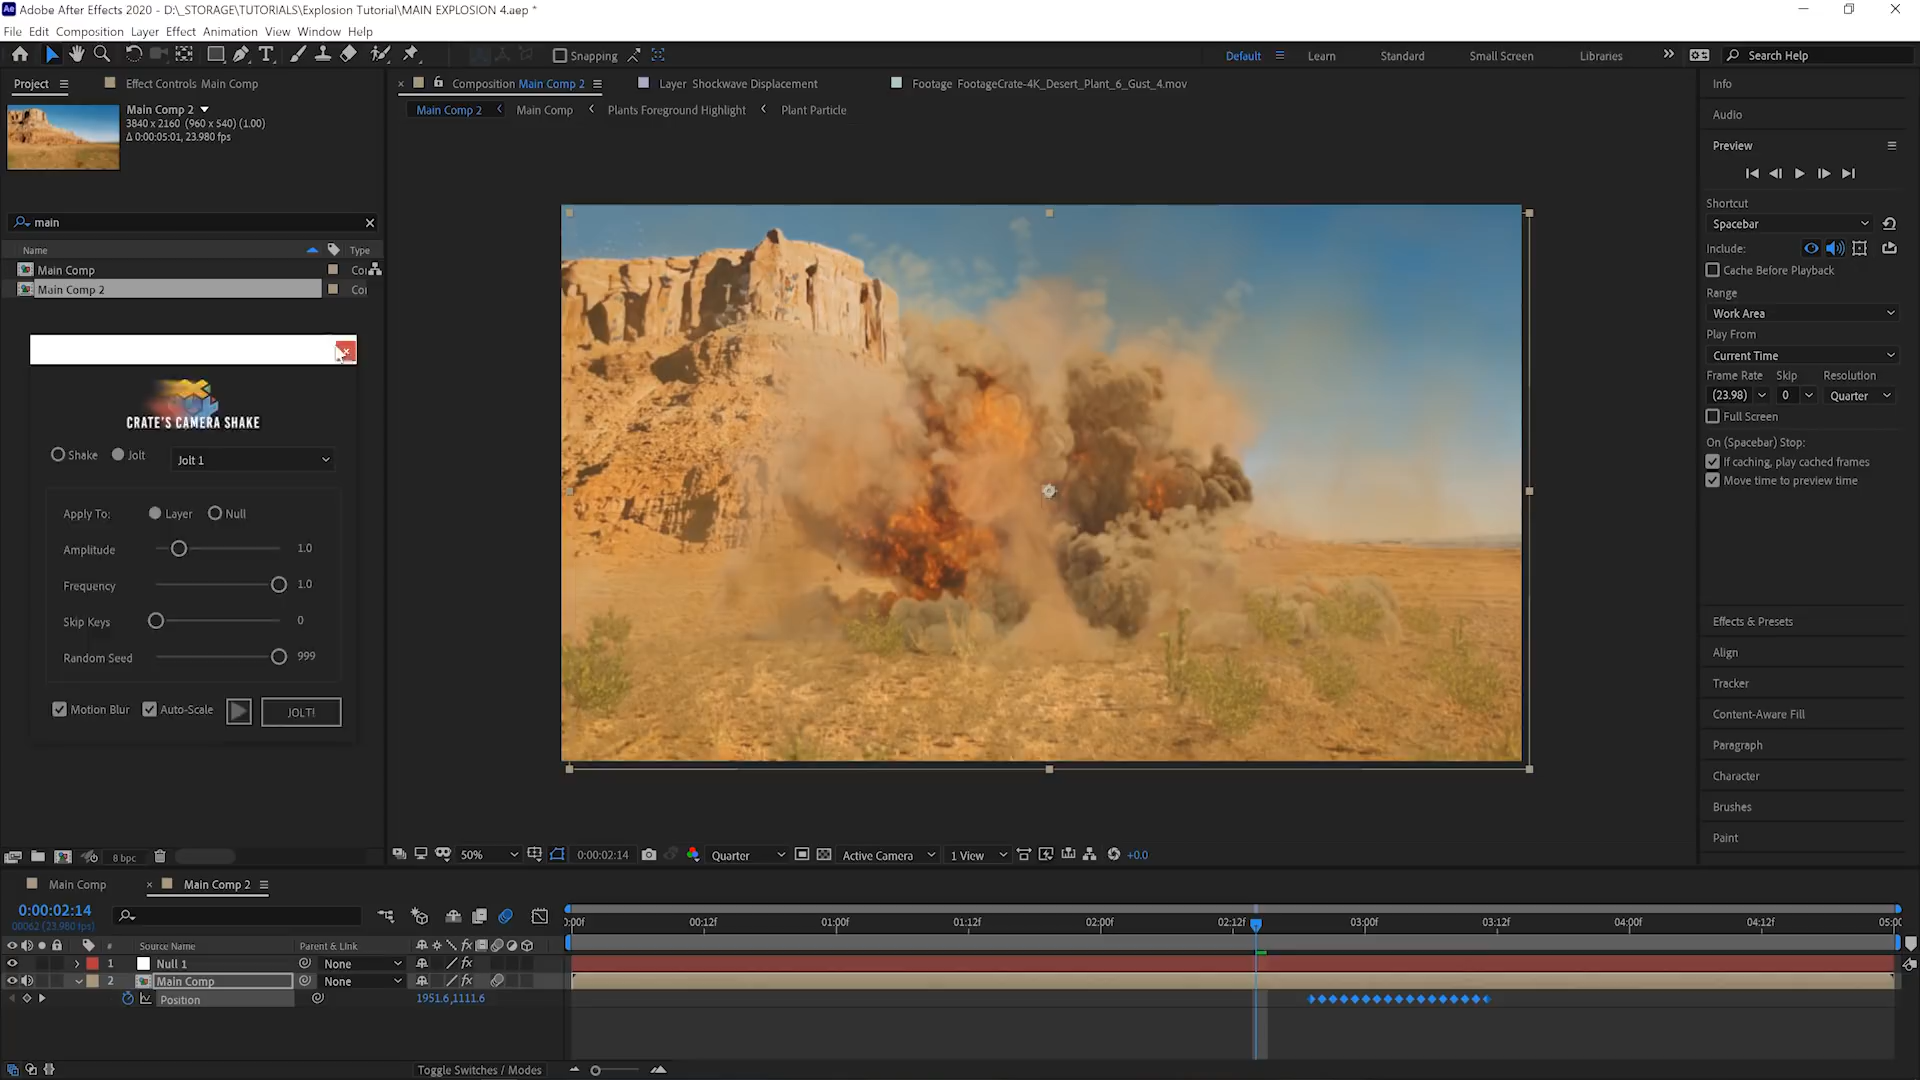 Adobe After Effects 2020 - D:\_STORAGE\TUTORIALS\Explosion Tutorial\MAIN EXPLOSION 4.aep *
File Edit Composition Layer Effect Animation View Window Help
Snapping
Default Learn Standard Small Screen Libraries Search Help
Project Effect Controls Main Comp
Composition Main Comp 2 Layer Shockwave Displacement Footage FootageCrate-4K_Desert_Plant_6_Gust_4.mov
Main Comp 2 Main Comp Plants Foreground Highlight Plant Particle
Main Comp 2
3840 x 2160 (960 x 540) (1.00)
Δ 0:00:05:01, 23.980 fps
main
Name Type
Main Comp
Main Comp 2
CRATE'S CAMERA SHAKE
Shake Jolt Jolt 1
Apply To: Layer Null
Amplitude 1.0
Frequency 1.0
Skip Keys 0
Random Seed 999
Motion Blur Auto-Scale JOLT!
8 bpc
50% 0:00:02:14 Quarter Active Camera 1 View +0.0
Info
Audio
Preview
Shortcut
Spacebar
Include:
Cache Before Playback
Range
Work Area
Play From
Current Time
Frame Rate Skip Resolution
(23.98) 0 Quarter
Full Screen
On (Spacebar) Stop:
If caching, play cached frames
Move time to preview time
Effects & Presets
Align
Tracker
Content-Aware Fill
Paragraph
Character
Brushes
Paint
Main Comp Main Comp 2
0:00:02:14
00062 (23.980 fps)
00:12f 01:00f 01:12f 02:00f 02:12f 03:00f 03:12f 04:00f 04:12f
# Source Name Parent & Link
1 Null 1 None
2 Main Comp None
Position 1951.6,1111.6
Toggle Switches / Modes